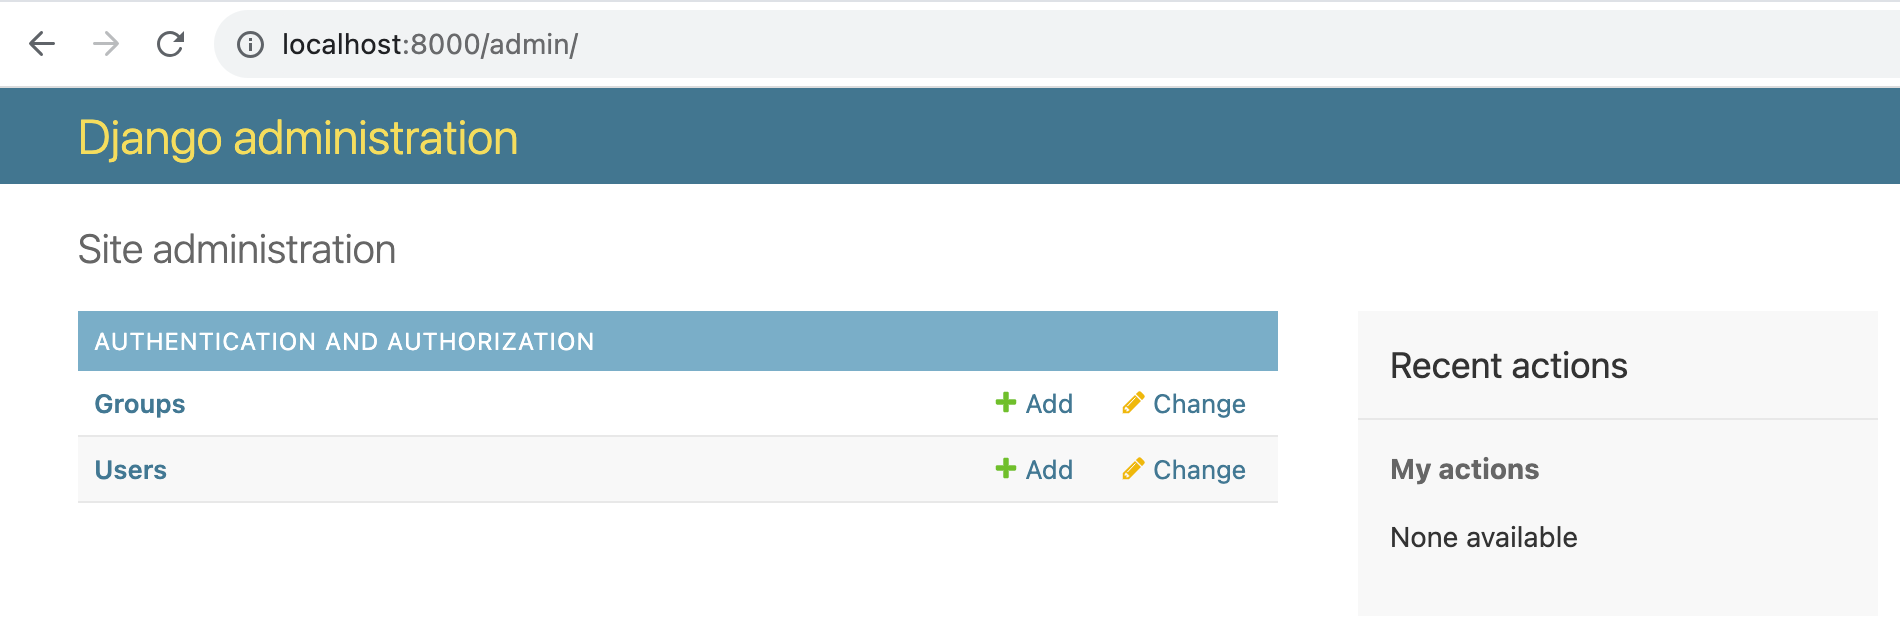 localhost:8000/admin/
Django administration
Site administration
AUTHENTICATION AND AUTHORIZATION
Groups Add Change
Users Add Change
Recent actions
My actions
None available